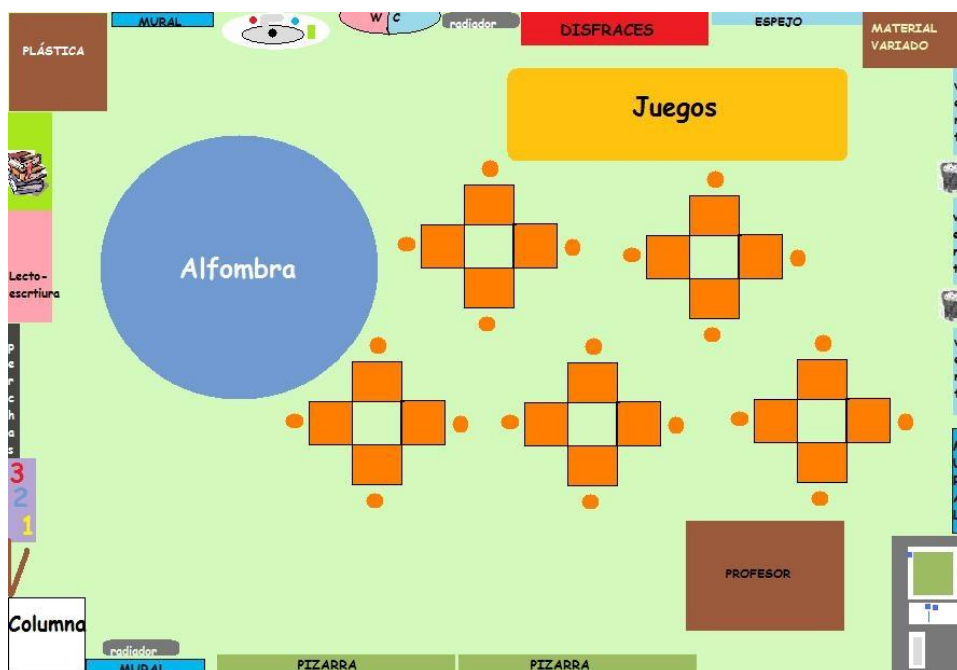 MURAL
W C
radiador
DISFRACES
ESPEJO
MATERIAL
VARIADO
PLÁSTICA
Juegos
Alfombra
Lecto-
escrtiura
perchas
3
2
1
PROFESOR
Columna
radiador
MURAL
PIZARRA
PIZARRA